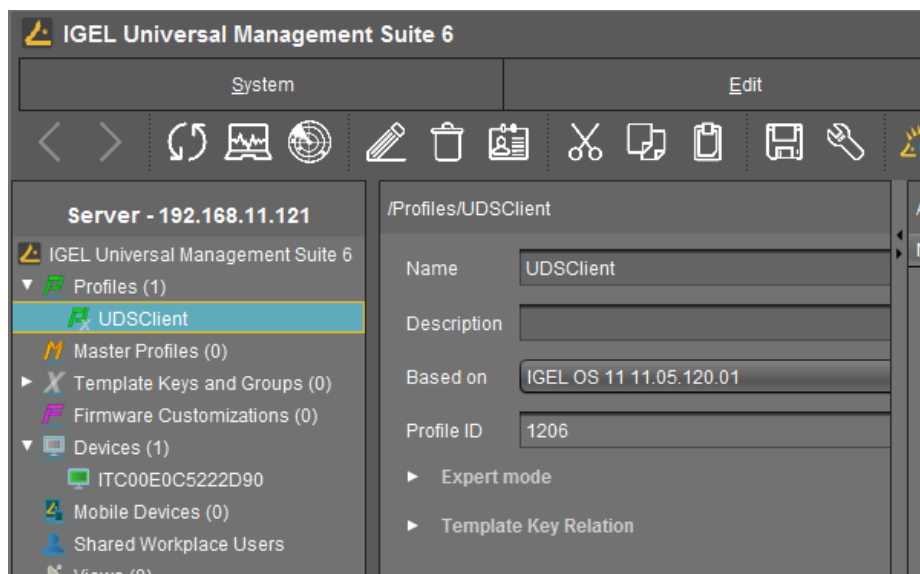 IGEL Universal Management Suite 6
System
Edit
Server - 192.168.11.121
IGEL Universal Management Suite 6
Profiles (1)
UDSClient
Master Profiles (0)
Template Keys and Groups (0)
Firmware Customizations (0)
Devices (1)
ITC00E0C5222D90
Mobile Devices (0)
Shared Workplace Users
/Profiles/UDSClient
Name
UDSClient
Description
Based on
IGEL OS 11 11.05.120.01
Profile ID
1206
Expert mode
Template Key Relation